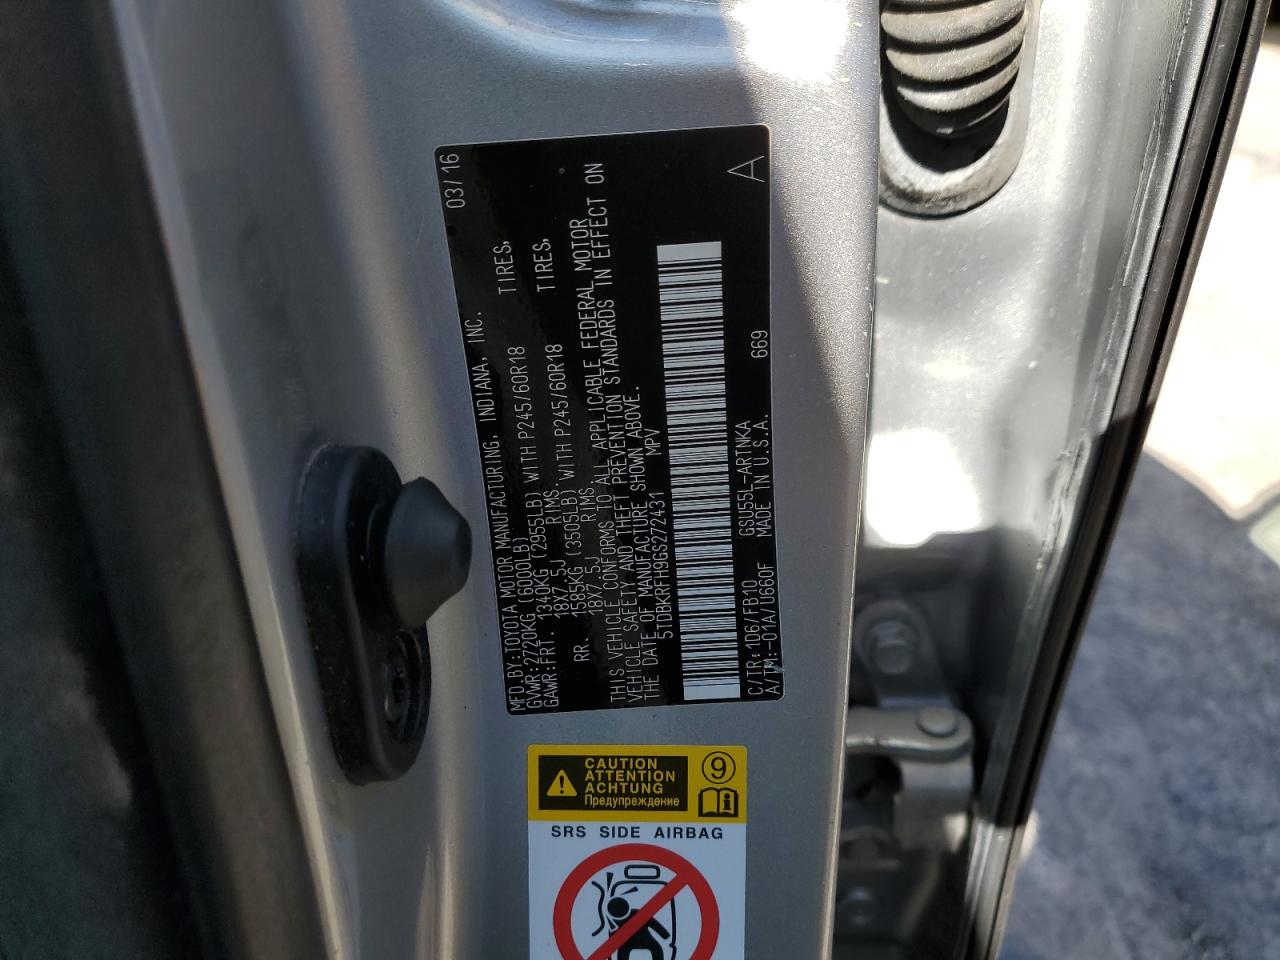 MFD BY:TOYOTA MOTOR MANUFACTURING, INDIANA, INC. 03/16
GVWR:2720KG (6000LB)
GAWR:FRT. 1340KG (2955LB) WITH P245/60R18 TIRES,
18X7.5J RIMS.
RR. 1585KG (3505LB) WITH P245/60R18 TIRES,
18X7.5J RIMS.
THIS VEHICLE CONFORMS TO ALL APPLICABLE FEDERAL MOTOR
VEHICLE SAFETY AND THEFT PREVENTION STANDARDS IN EFFECT ON
THE DATE OF MANUFACTURE SHOWN ABOVE.
5TDBKRFH9GS272431 MPV
C/TR:1D6/FB10 GSU55L-ARTNKA 669 A
A/TM:-01A/U660F MADE IN U.S.A.
CAUTION
ATTENTION
ACHTUNG
Предупреждение
9
i
SRS SIDE AIRBAG